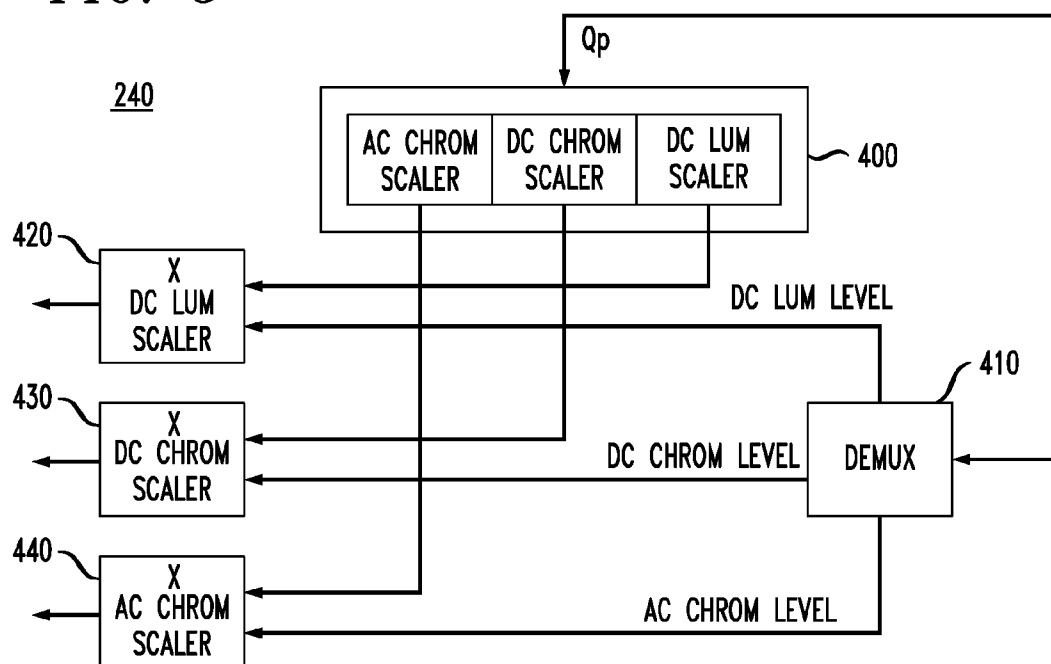 Qp
240
AC CHROM
SCALER
DC CHROM
SCALER
DC LUM
SCALER
400
420
X
DC LUM
SCALER
DC LUM LEVEL
410
430
X
DC CHROM
SCALER
DC CHROM LEVEL
DEMUX
440
X
AC CHROM
SCALER
AC CHROM LEVEL